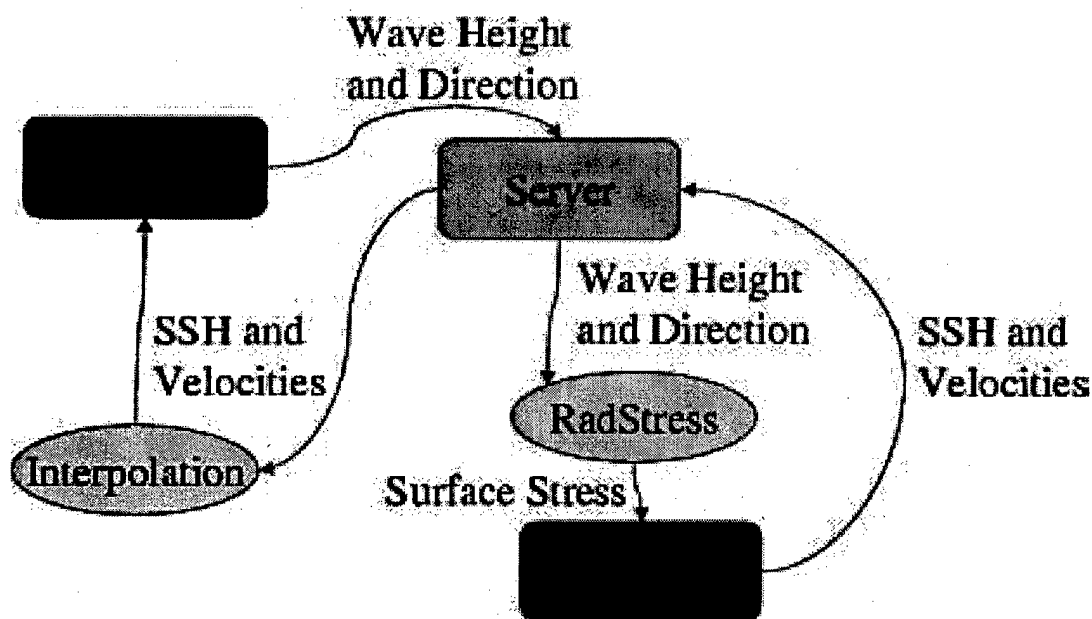 Wave Height
and Direction
Server
Wave Height
and Direction
SSH and
Velocities
SSH and
Velocities
RadStress
Interpolation
Surface Stress